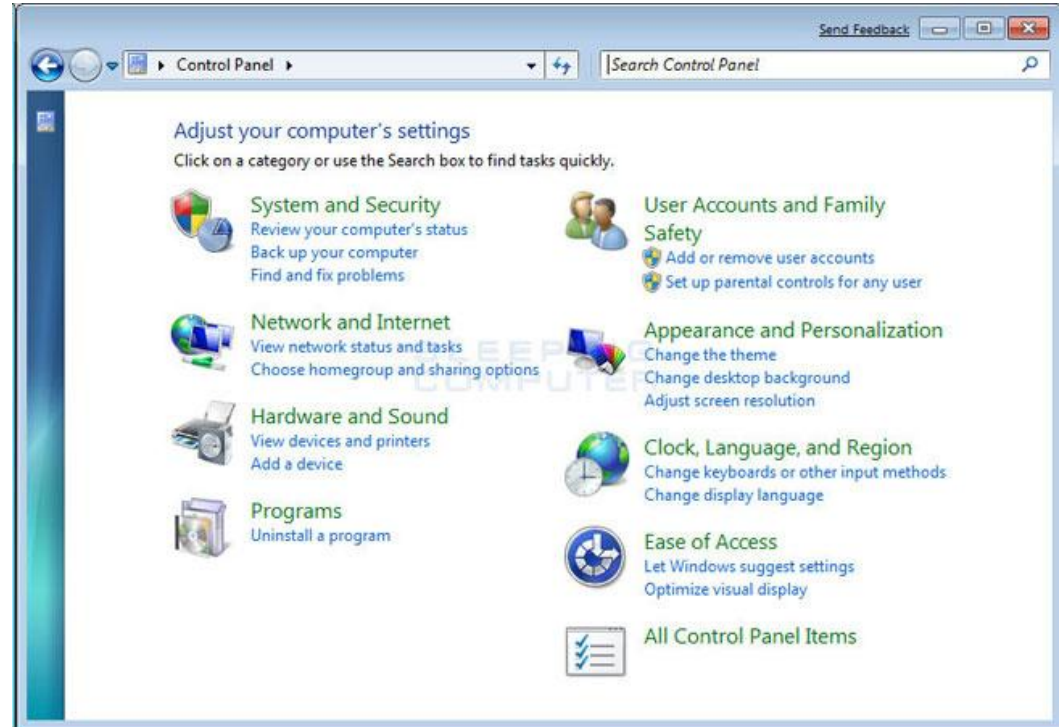 Send Feedback
Control Panel
Search Control Panel
Adjust your computer's settings
Click on a category or use the Search box to find tasks quickly.
System and Security
Review your computer's status
Back up your computer
Find and fix problems
Network and Internet
View network status and tasks
Choose homegroup and sharing options
Hardware and Sound
View devices and printers
Add a device
Programs
Uninstall a program
User Accounts and Family
Safety
Add or remove user accounts
Set up parental controls for any user
Appearance and Personalization
Change the theme
Change desktop background
Adjust screen resolution
Clock, Language, and Region
Change keyboards or other input methods
Change display language
Ease of Access
Let Windows suggest settings
Optimize visual display
All Control Panel Items
COMPUTER